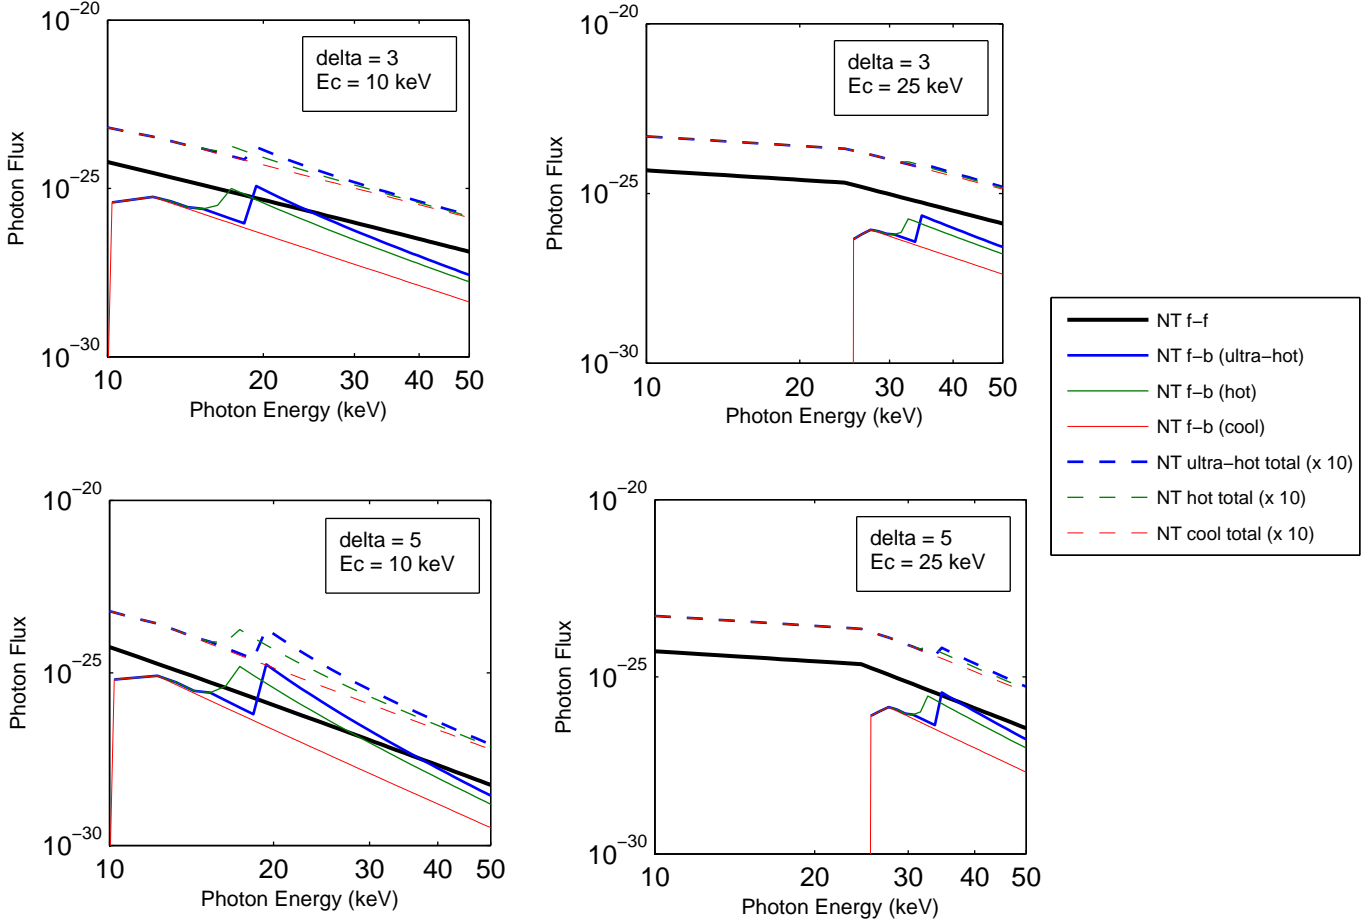 10^−20
10^−25
10^−30
Photon Flux
delta = 3
Ec = 10 keV
10 20 30 40 50
Photon Energy (keV)
10^−20
10^−25
10^−30
Photon Flux
delta = 3
Ec = 25 keV
10 20 30 40 50
Photon Energy (keV)
10^−20
10^−25
10^−30
Photon Flux
delta = 5
Ec = 10 keV
10 20 30 40 50
Photon Energy (keV)
10^−20
10^−25
10^−30
Photon Flux
delta = 5
Ec = 25 keV
10 20 30 40 50
Photon Energy (keV)
NT f−f
NT f−b (ultra−hot)
NT f−b (hot)
NT f−b (cool)
NT ultra−hot total (x 10)
NT hot total (x 10)
NT cool total (x 10)